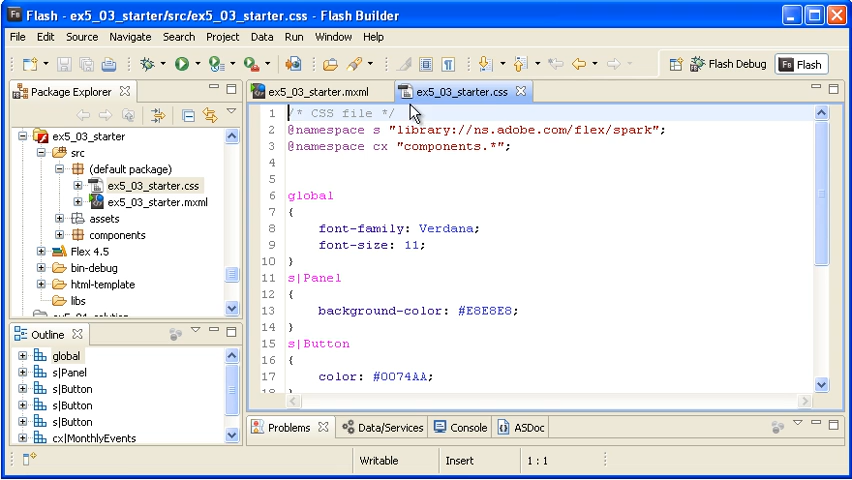 Flash - ex5_03_starter/src/ex5_03_starter.css - Flash Builder
File Edit Source Navigate Search Project Data Run Window Help
Flash Debug Flash
Package Explorer
ex5_03_starter
src
(default package)
ex5_03_starter.css
ex5_03_starter.mxml
assets
components
Flex 4.5
bin-debug
html-template
libs
Outline
global
s|Panel
s|Button
s|Button
s|Button
cx|MonthlyEvents
ex5_03_starter.mxml ex5_03_starter.css
1 /* CSS file */
2 @namespace s "library://ns.adobe.com/flex/spark";
3 @namespace cx "components.*";
4
5
6 global
7 {
8 font-family: Verdana;
9 font-size: 11;
10 }
11 s|Panel
12 {
13 background-color: #E8E8E8;
14 }
15 s|Button
16 {
17 color: #0074AA;
18 }
Problems Data/Services Console ASDoc
Writable Insert 1 : 1